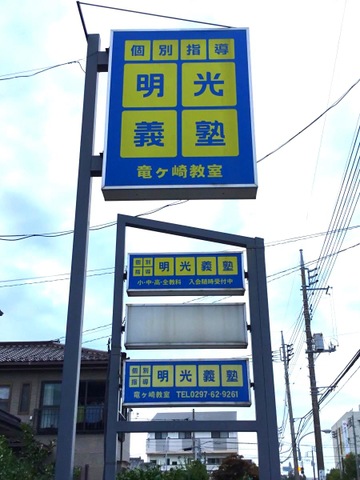 個別指導
明光
義塾
竜ヶ崎教室
個別指導 明光義塾
小・中・高・全教科 入会随時受付中
個別指導 明光義塾
竜ヶ崎教室 TEL0297-62-9261